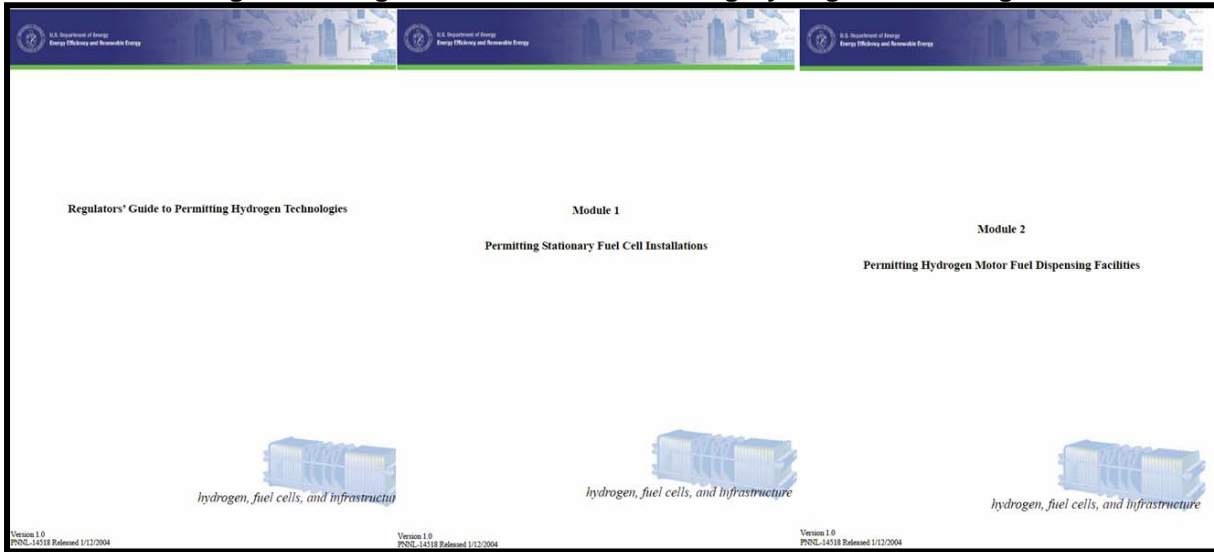 U.S. Department of Energy
Energy Efficiency and Renewable Energy
Regulators' Guide to Permitting Hydrogen Technologies
hydrogen, fuel cells, and infrastructu
Version 1.0
PNNL-14518 Released 1/12/2004
U.S. Department of Energy
Energy Efficiency and Renewable Energy
Module 1
Permitting Stationary Fuel Cell Installations
hydrogen, fuel cells, and infrastructure
Version 1.0
PNNL-14518 Released 1/12/2004
U.S. Department of Energy
Energy Efficiency and Renewable Energy
Module 2
Permitting Hydrogen Motor Fuel Dispensing Facilities
hydrogen, fuel cells, and infrastructure
Version 1.0
PNNL-14518 Released 1/12/2004